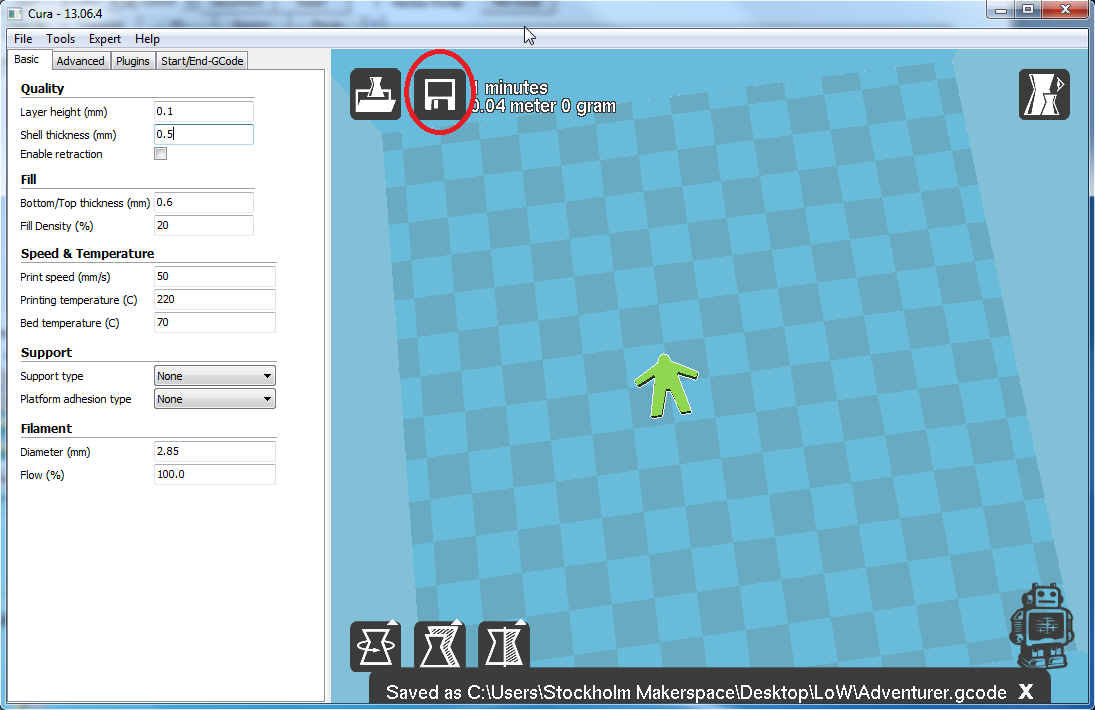 Cura - 13.06.4
File Tools Expert Help
Basic Advanced Plugins Start/End-GCode
Quality
Layer height (mm) 0.1
Shell thickness (mm) 0.5
Enable retraction
Fill
Bottom/Top thickness (mm) 0.6
Fill Density (%) 20
Speed & Temperature
Print speed (mm/s) 50
Printing temperature (C) 220
Bed temperature (C) 70
Support
Support type None
Platform adhesion type None
Filament
Diameter (mm) 2.85
Flow (%) 100.0
minutes
0.04 meter 0 gram
Saved as C:\Users\Stockholm Makerspace\Desktop\LoW\Adventurer.gcode X